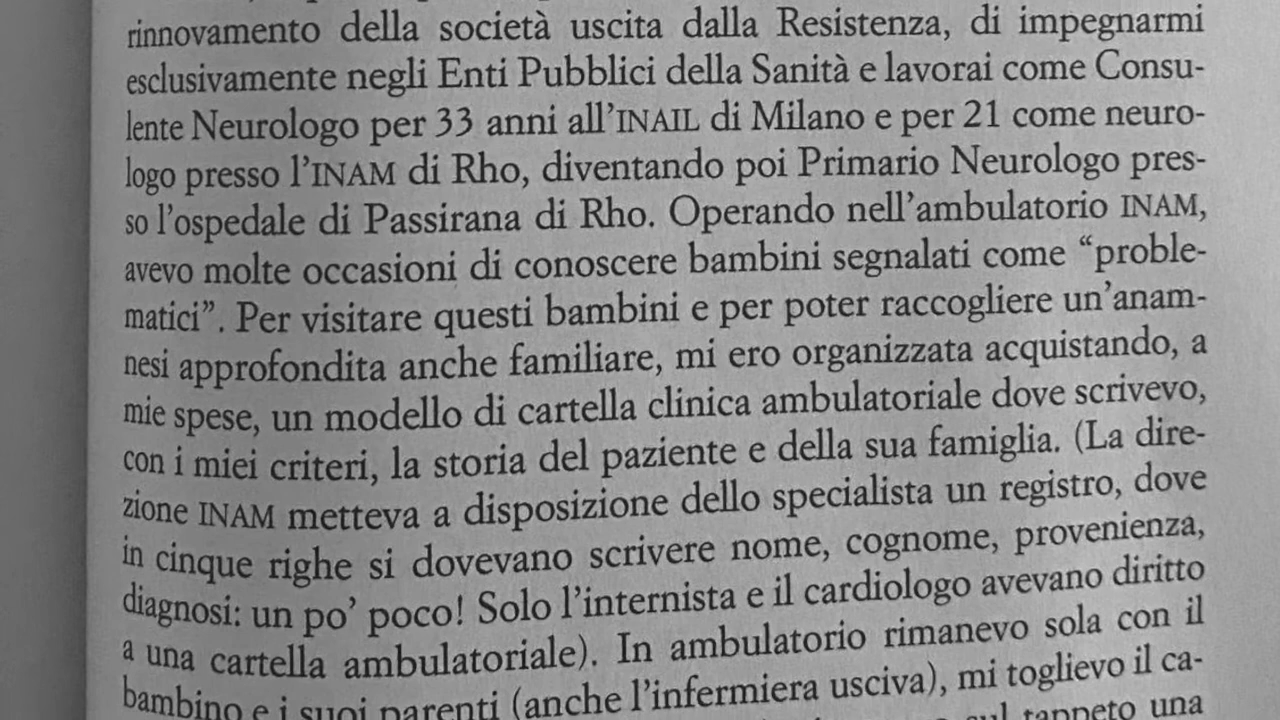 rinnovamento della società uscita dalla Resistenza, di impegnarmi
esclusivamente negli Enti Pubblici della Sanità e lavorai come Consu-
lente Neurologo per 33 anni all’INAIL di Milano e per 21 come neuro-
logo presso l’INAM di Rho, diventando poi Primario Neurologo pres-
so l’ospedale di Passirana di Rho. Operando nell’ambulatorio INAM,
avevo molte occasioni di conoscere bambini segnalati come “proble-
matici”. Per visitare questi bambini e per poter raccogliere un’anam-
nesi approfondita anche familiare, mi ero organizzata acquistando, a
mie spese, un modello di cartella clinica ambulatoriale dove scrivevo,
con i miei criteri, la storia del paziente e della sua famiglia. (La dire-
zione INAM metteva a disposizione dello specialista un registro, dove
in cinque righe si dovevano scrivere nome, cognome, provenienza,
diagnosi: un po’ poco! Solo l’internista e il cardiologo avevano diritto
a una cartella ambulatoriale). In ambulatorio rimanevo sola con il
bambino e i suoi parenti (anche l’infermiera usciva), mi toglievo il ca-
sul tappeto una